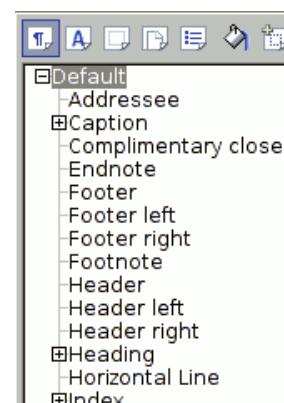 Default
Addressee
Caption
Complimentary close
Endnote
Footer
Footer left
Footer right
Footnote
Header
Header left
Header right
Heading
Horizontal Line
Index